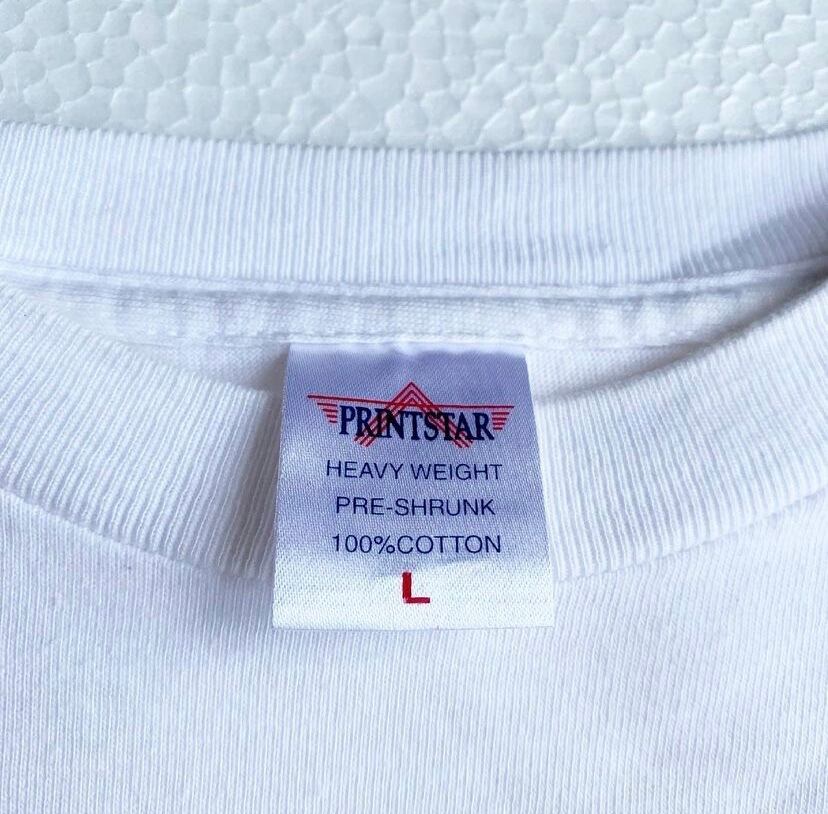 PRINTSTAR
HEAVY WEIGHT
PRE-SHRUNK
100%COTTON
L